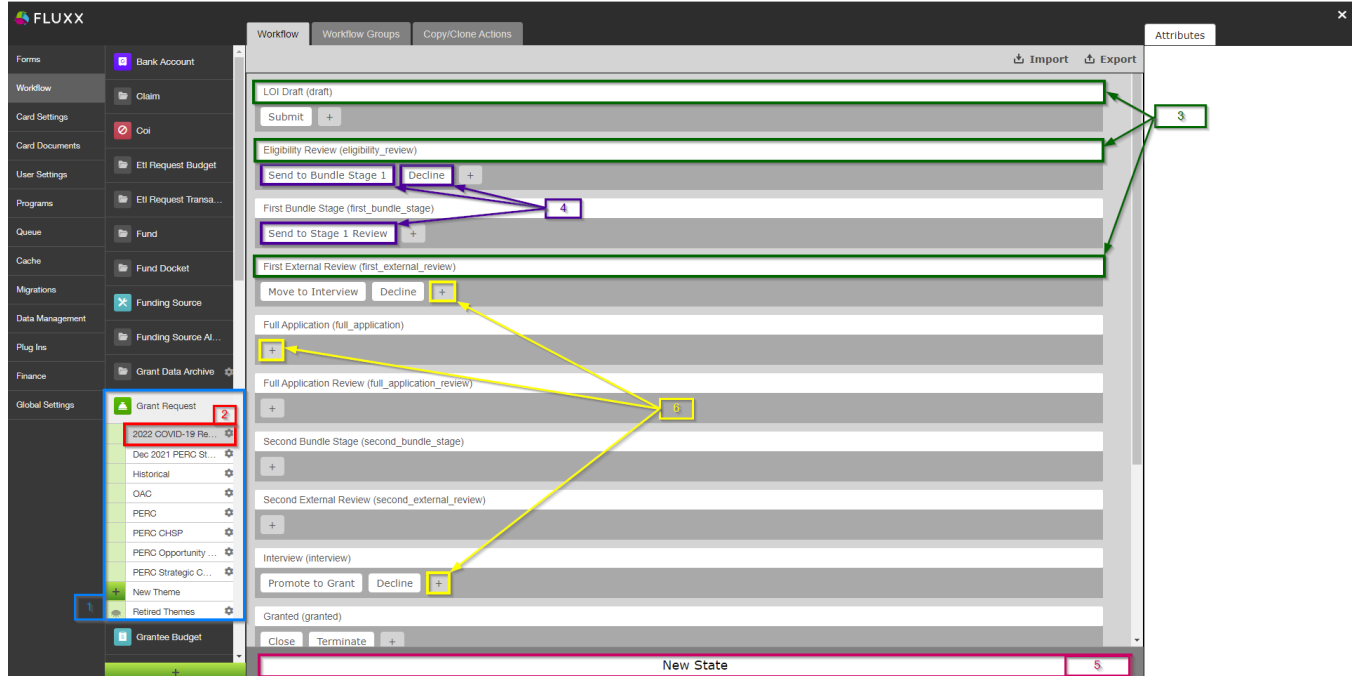 FLUXX
Workflow
Workflow Groups
Copy/Clone Actions
Attributes
Import
Export
Forms
Workflow
Card Settings
Card Documents
User Settings
Programs
Queue
Cache
Migrations
Data Management
Plug Ins
Finance
Global Settings
Bank Account
Claim
Coi
Etl Request Budget
Etl Request Transa...
Fund
Fund Docket
Funding Source
Funding Source Al...
Grant Data Archive
Grant Request
2
2022 COVID-19 Re...
Dec 2021 PERC St...
Historical
OAC
PERC
PERC CHSP
PERC Opportunity ...
PERC Strategic C...
+ New Theme
1
Retired Themes
Grantee Budget
+
LOI Draft (draft)
Submit +
3
Eligibility Review (eligibility_review)
Send to Bundle Stage 1 Decline +
First Bundle Stage (first_bundle_stage)
4
Send to Stage 1 Review +
First External Review (first_external_review)
Move to Interview Decline +
Full Application (full_application)
+
Full Application Review (full_application_review)
+
6
Second Bundle Stage (second_bundle_stage)
+
Second External Review (second_external_review)
+
Interview (interview)
Promote to Grant Decline +
Granted (granted)
Close Terminate +
New State
5